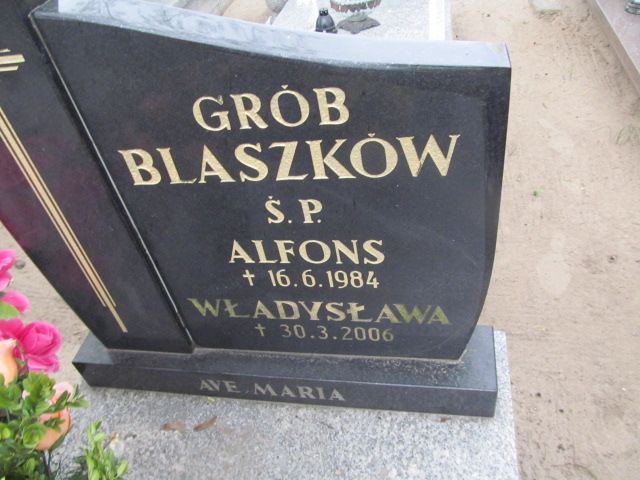 GRÓB
BLASZKÓW
Ś.P.
ALFONS
† 16.6.1984
WŁADYSŁAWA
† 30.3.2006
AVE MARIA